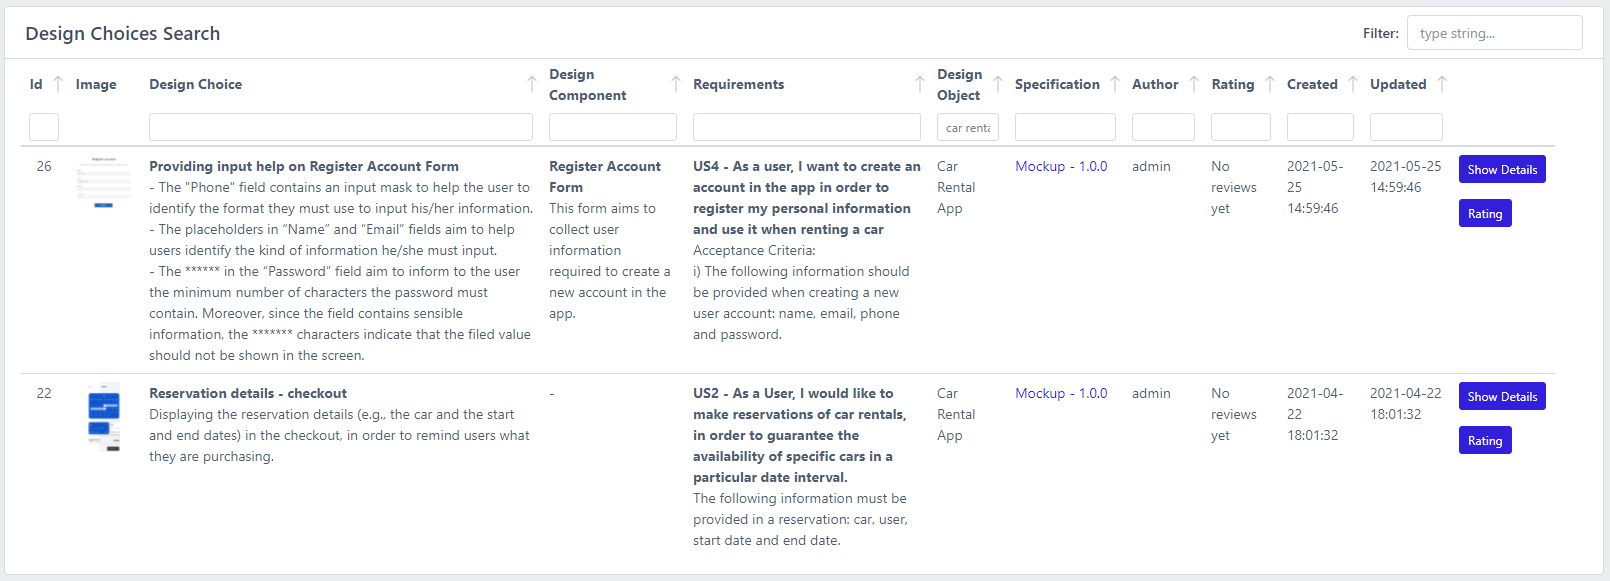 Design Choices Search
Filter: type string...
Id Image Design Choice Design Component Requirements Design Object Specification Author Rating Created Updated
car renta
26
Providing input help on Register Account Form
- The "Phone" field contains an input mask to help the user to
identify the format they must use to input his/her information.
- The placeholders in “Name” and “Email” fields aim to help
users identify the kind of information he/she must input.
- The ****** in the “Password” field aim to inform to the user
the minimum number of characters the password must
contain. Moreover, since the field contains sensible
information, the ******* characters indicate that the filed value
should not be shown in the screen.
Register Account
Form
This form aims to
collect user
information
required to create a
new account in the
app.
US4 - As a user, I want to create an
account in the app in order to
register my personal information
and use it when renting a car
Acceptance Criteria:
i) The following information should
be provided when creating a new
user account: name, email, phone
and password.
Car
Rental
App
Mockup - 1.0.0
admin
No
reviews
yet
2021-05-
25
14:59:46
2021-05-25
14:59:46
Show Details
Rating
22
Reservation details - checkout
Displaying the reservation details (e.g., the car and the start
and end dates) in the checkout, in order to remind users what
they are purchasing.
-
US2 - As a User, I would like to
make reservations of car rentals,
in order to guarantee the
availability of specific cars in a
particular date interval.
The following information must be
provided in a reservation: car, user,
start date and end date.
Car
Rental
App
Mockup - 1.0.0
admin
No
reviews
yet
2021-04-
22
18:01:32
2021-04-22
18:01:32
Show Details
Rating